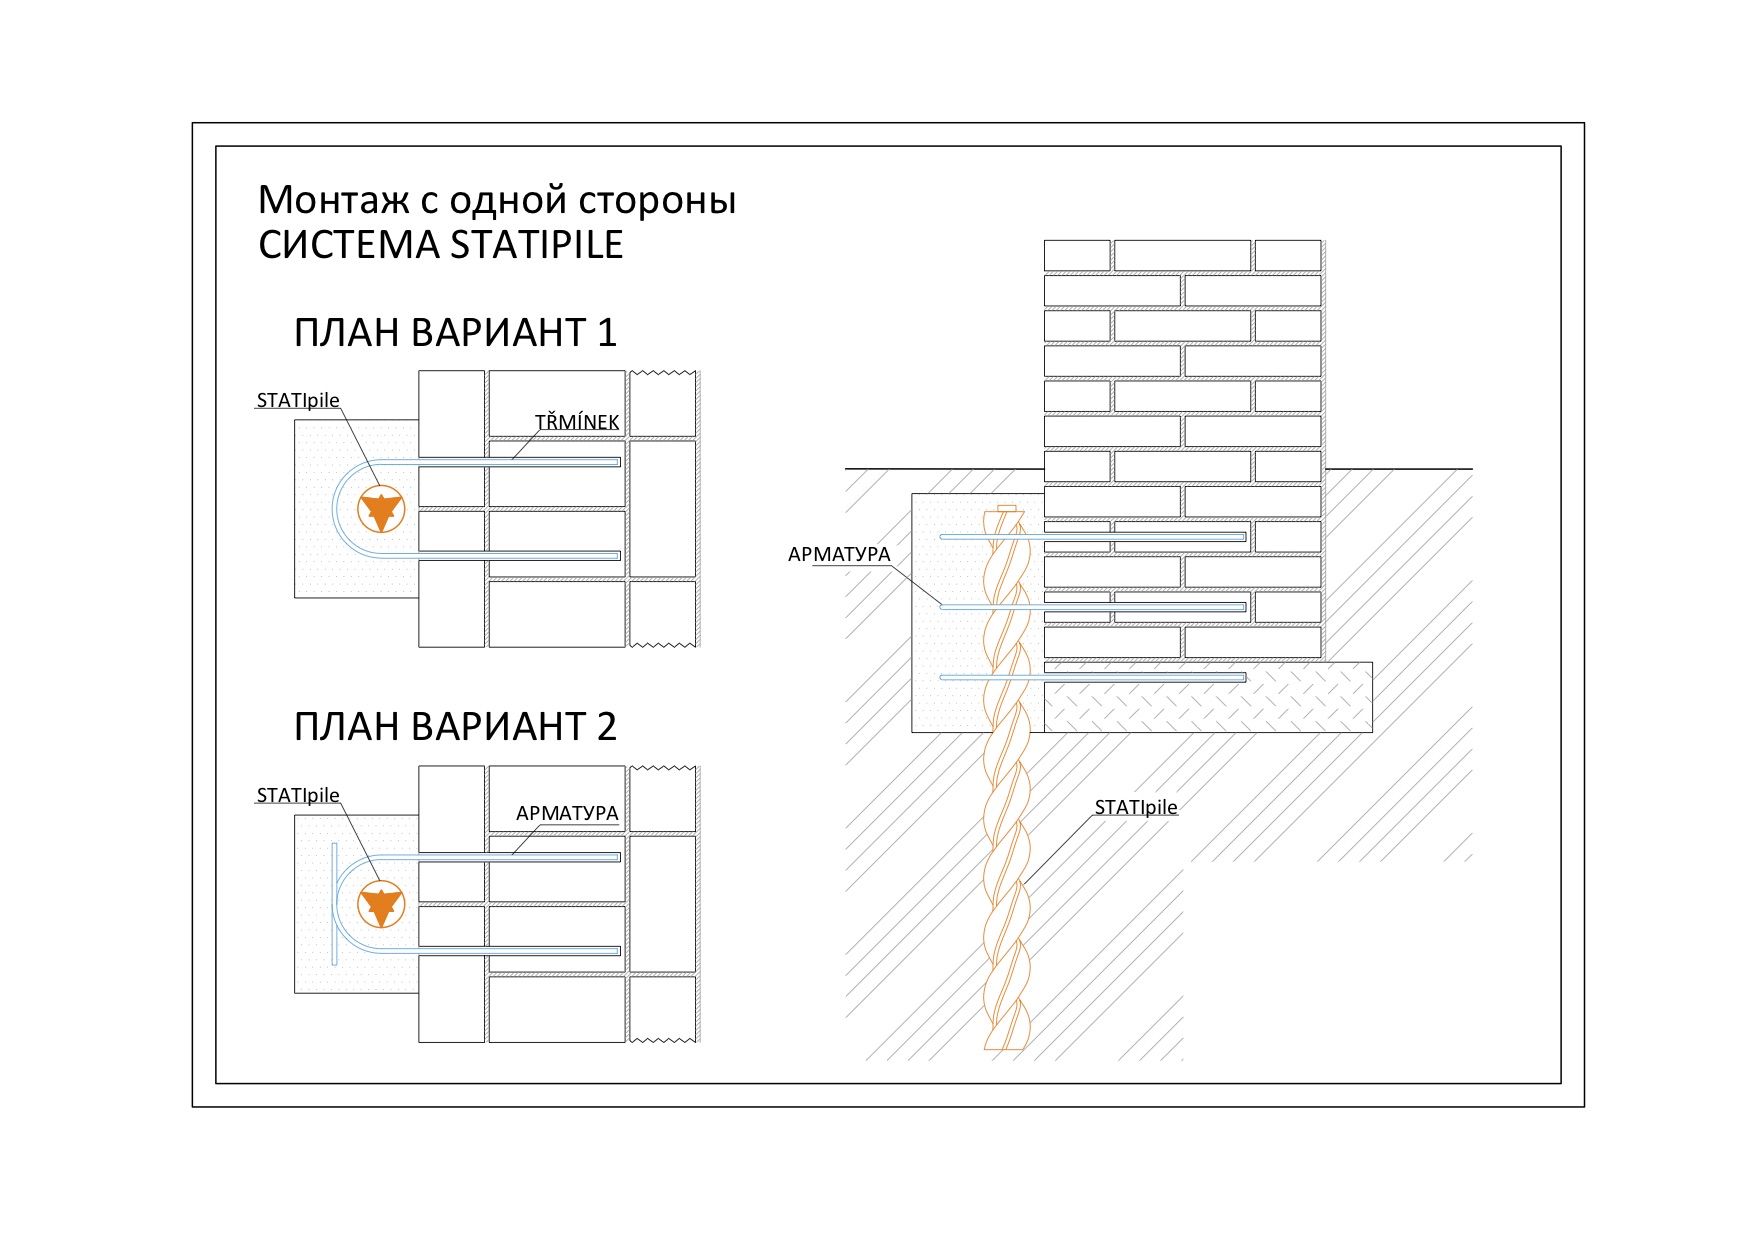 Монтаж с одной стороны
СИСТЕМА STATIPILE
ПЛАН ВАРИАНТ 1
STATIpile
TŘMÍNEK
АРМАТУРА
ПЛАН ВАРИАНТ 2
STATIpile
АРМАТУРА
STATIpile